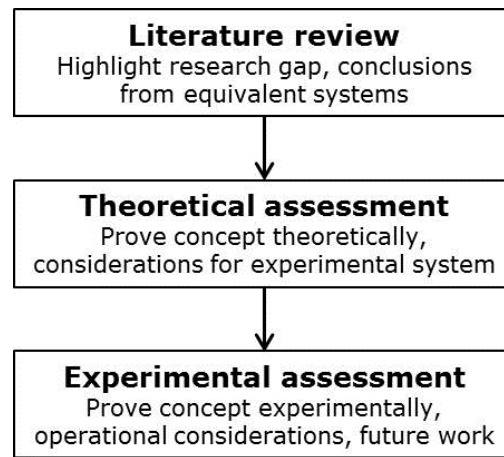 Literature review
Highlight research gap, conclusions
from equivalent systems
Theoretical assessment
Prove concept theoretically,
considerations for experimental system
Experimental assessment
Prove concept experimentally,
operational considerations, future work